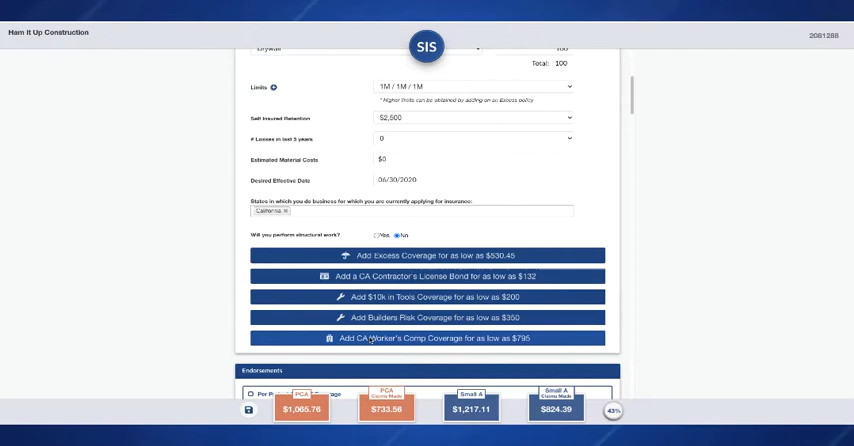 Ham it Up Construction
2081288
SIS
Drywall
100
Total: 100
Limits
1M / 1M / 1M
* Higher limits can be obtained by adding on an Excess policy
Self Insured Retention
$2,500
# Losses in last 5 years
0
Estimated Material Costs
$0
Desired Effective Date
06/30/2020
States in which you do business for which you are currently applying for insurance:
California ×
Will you perform structural work?
Yes No
Add Excess Coverage for as low as $530.45
Add a CA Contractor's License Bond for as low as $132
Add $10k in Tools Coverage for as low as $200
Add Builders Risk Coverage for as low as $350
Add CA Worker's Comp Coverage for as low as $795
Endorsements
Per
PCA
$1,065.76
PCA
Claims Made
$733.56
Small A
$1,217.11
Small A
Claims Made
$824.39
43%